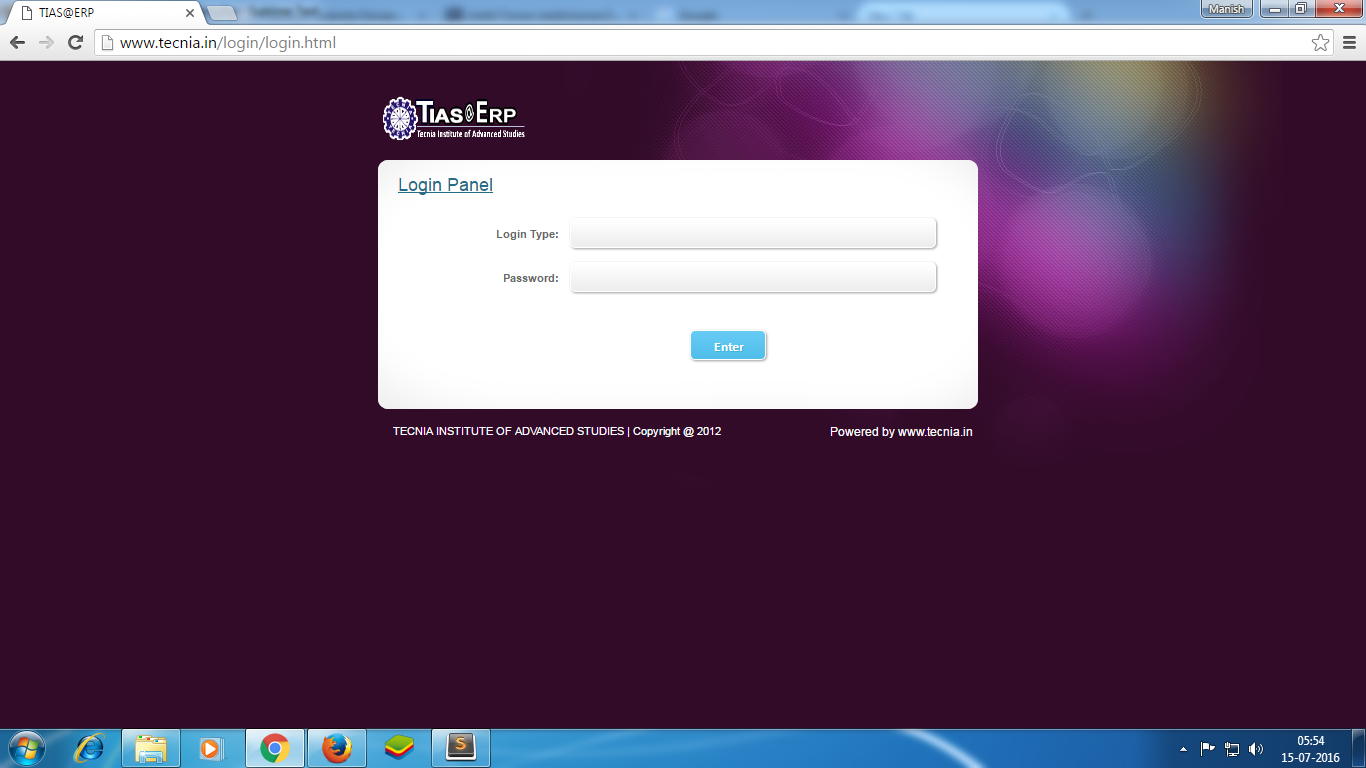 TIAS@ERP
Manish
www.tecnia.in/login/login.html
TIAS@ERP
Tecnia Institute of Advanced Studies
Login Panel
Login Type:
Password:
Enter
TECNIA INSTITUTE OF ADVANCED STUDIES | Copyright @ 2012
Powered by www.tecnia.in
S
05:54
15-07-2016